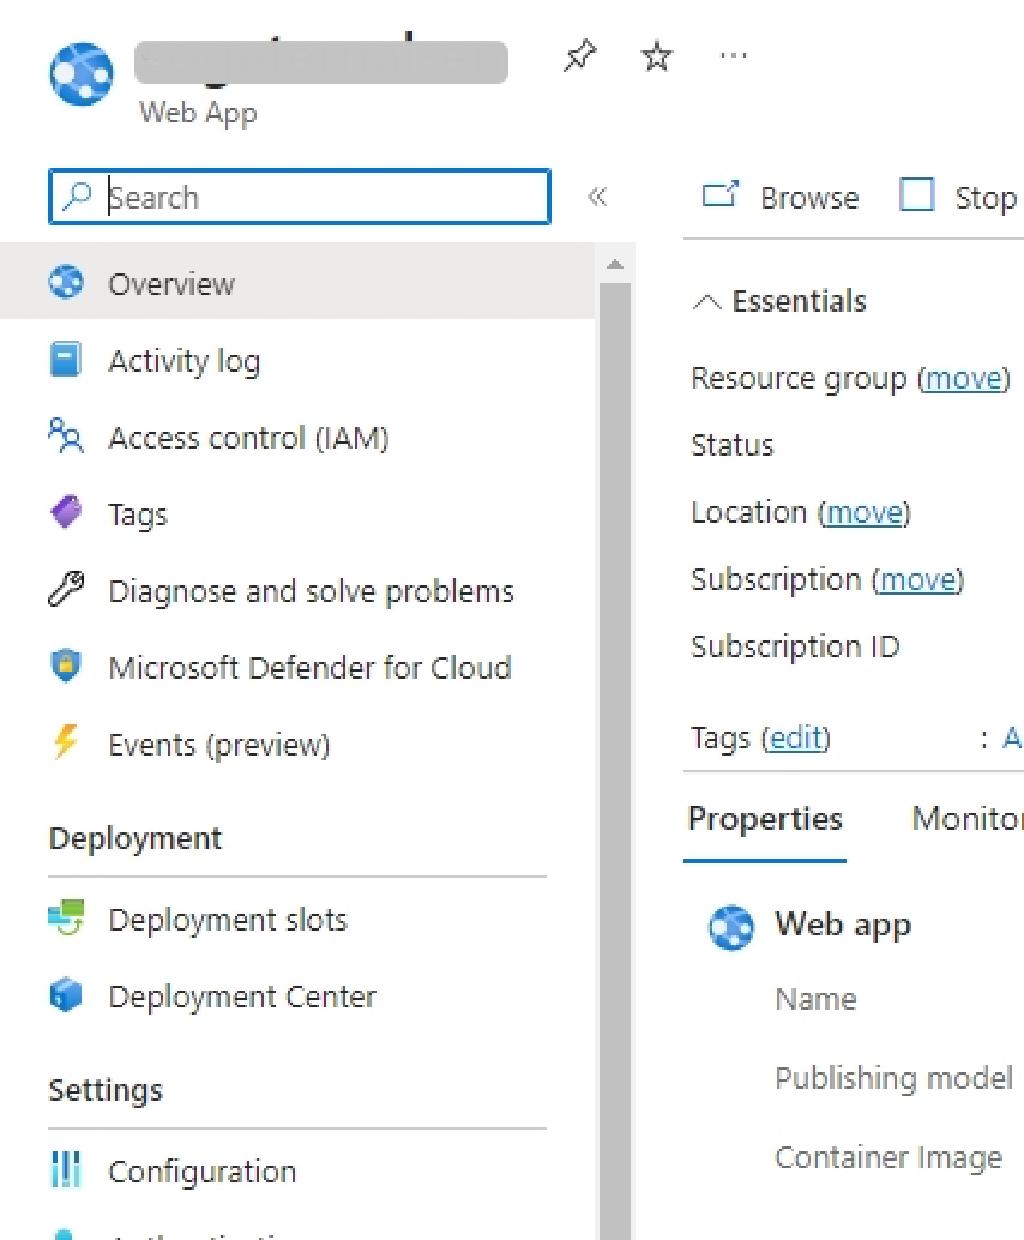 Web App
Search
«
Browse
Stop
Overview
Activity log
Access control (IAM)
Tags
Diagnose and solve problems
Microsoft Defender for Cloud
Events (preview)
Deployment
Deployment slots
Deployment Center
Settings
Configuration
Essentials
Resource group (move)
Status
Location (move)
Subscription (move)
Subscription ID
Tags (edit) : A
Properties
Monitor
Web app
Name
Publishing model
Container Image